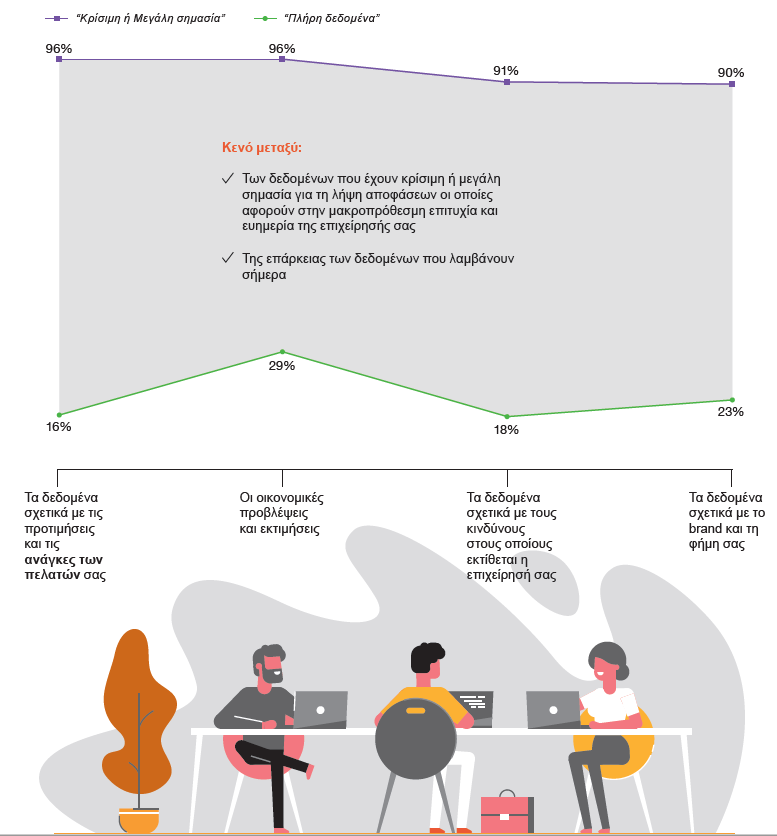 “Κρίσιμη ή Μεγάλη σημασία”
“Πλήρη δεδομένα”
96%
96%
91%
90%
Κενό μεταξύ:
Των δεδομένων που έχουν κρίσιμη ή μεγάλη
σημασία για τη λήψη αποφάσεων οι οποίες
αφορούν στην μακροπρόθεσμη επιτυχία και
ευημερία της επιχείρησής σας
Της επάρκειας των δεδομένων που λαμβάνουν
σήμερα
16%
29%
18%
23%
Τα δεδομένα
σχετικά με τις
προτιμήσεις
και τις
ανάγκες των
πελατών σας
Οι οικονομικές
προβλέψεις
και εκτιμήσεις
Τα δεδομένα
σχετικά με τους
κινδύνους
στους οποίους
εκτίθεται η
επιχείρησή σας
Τα δεδομένα
σχετικά με το
brand και τη
φήμη σας